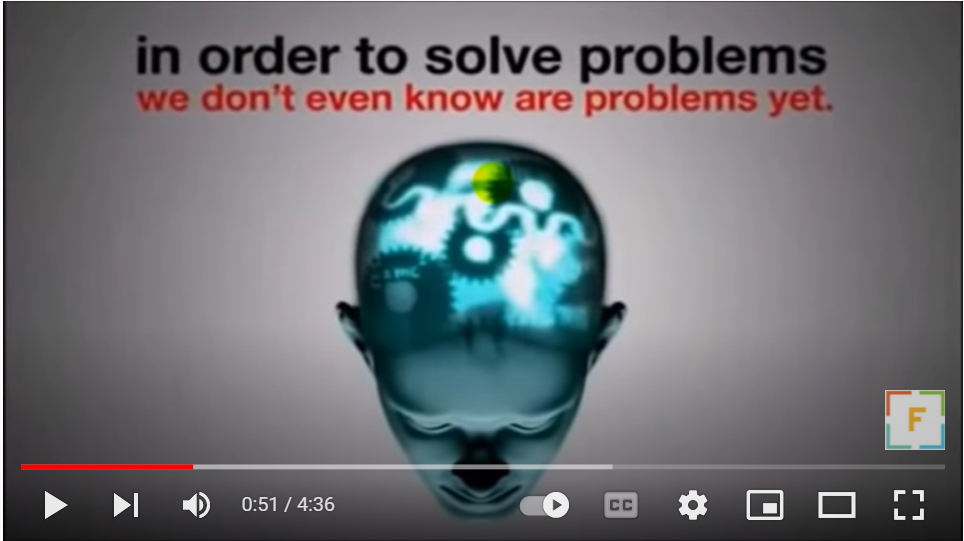 in order to solve problems
we don't even know are problems yet.
F
0:51 / 4:36
CC